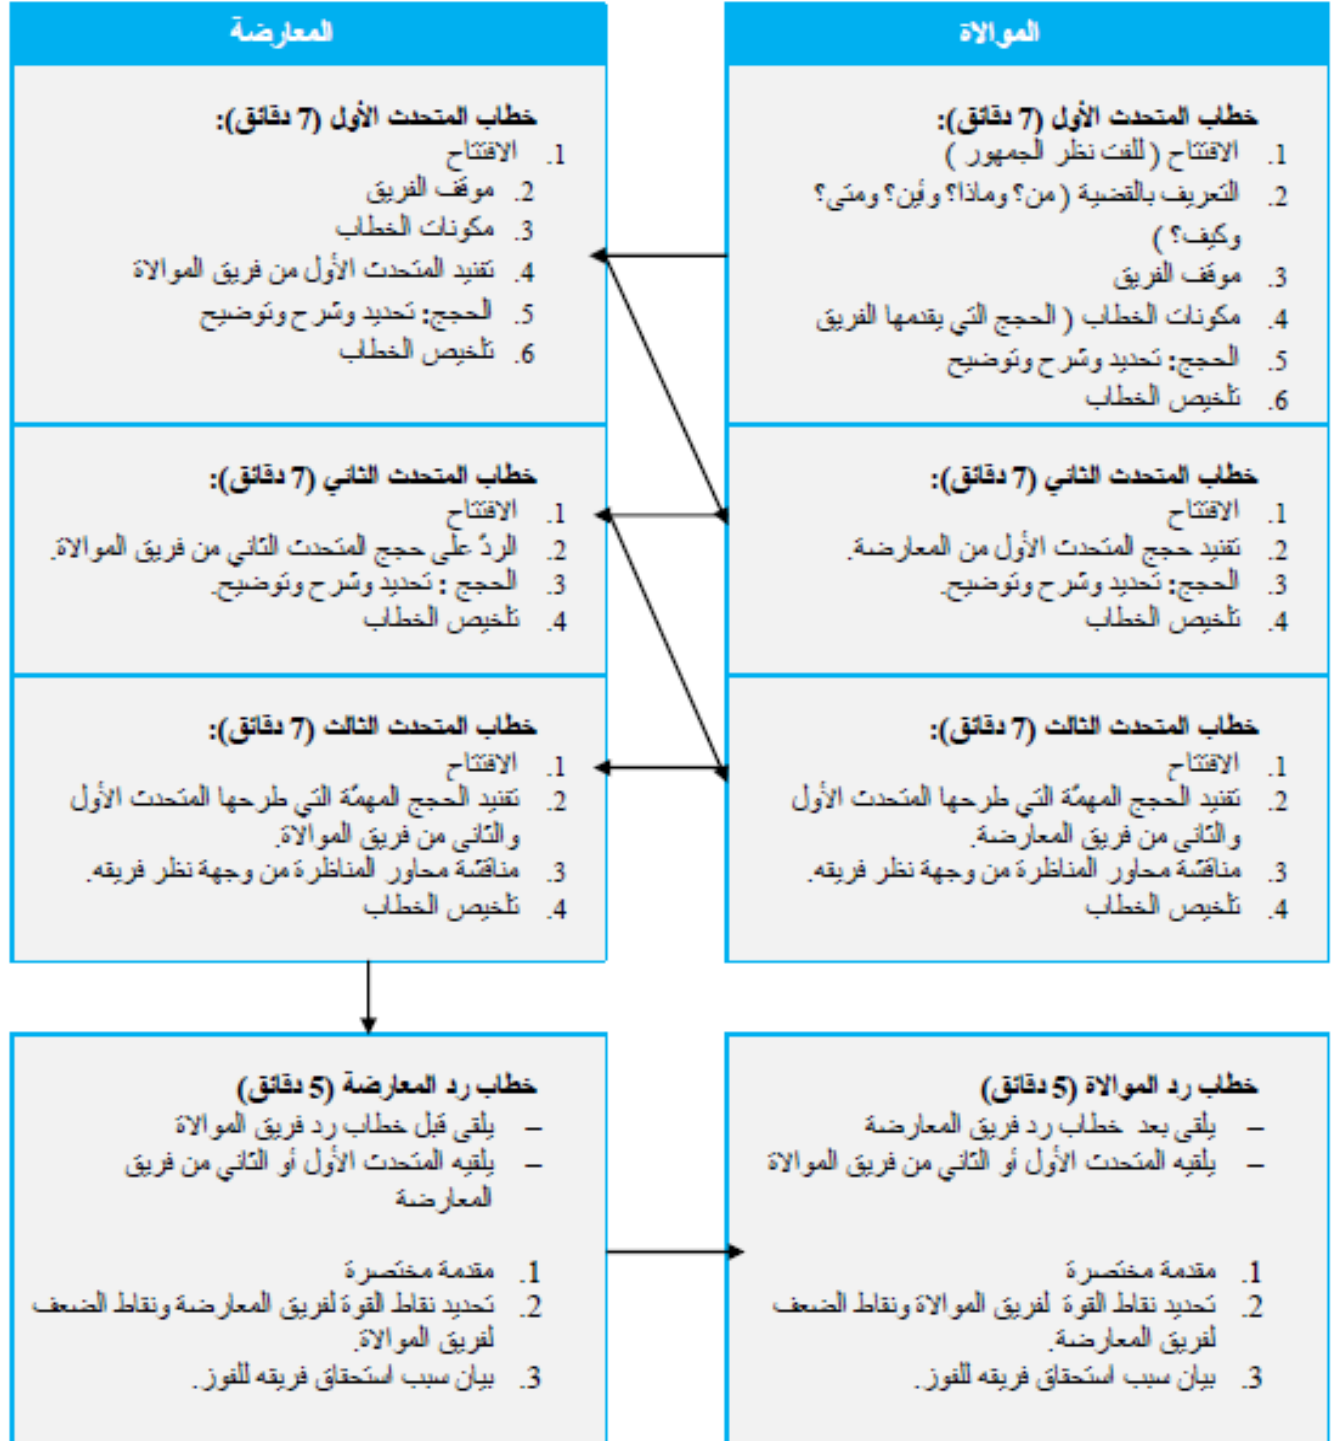 الموالاة
خطاب المتحدث الأول (7 دقائق):
1. الافتتاح ( للفت نظر الجمهور )
2. التعريف بالقضية ( من؟ وماذا؟ وأين؟ ومتى؟
وكيف؟ )
3. موقف الفريق
4. مكونات الخطاب ( الحجج التي يقدمها الفريق
5. الحجج: تحديد وشرح وتوضيح
6. تلخيص الخطاب
خطاب المتحدث الثاني (7 دقائق):
1. الافتتاح
2. تفنيد حجج المتحدث الأول من المعارضة.
3. الحجج: تحديد وشرح وتوضيح.
4. تلخيص الخطاب
خطاب المتحدث الثالث (7 دقائق):
1. الافتتاح
2. تفنيد الحجج المهمّة التي طرحها المتحدث الأول
والثاني من فريق المعارضة.
3. مناقشة محاور المناظرة من وجهة نظر فريقه.
4. تلخيص الخطاب
المعارضة
خطاب المتحدث الأول (7 دقائق):
1. الافتتاح
2. موقف الفريق
3. مكونات الخطاب
4. تفنيد المتحدث الأول من فريق الموالاة
5. الحجج: تحديد وشرح وتوضيح
6. تلخيص الخطاب
خطاب المتحدث الثاني (7 دقائق):
1. الافتتاح
2. الردّ على حجج المتحدث الثاني من فريق الموالاة.
3. الحجج : تحديد وشرح وتوضيح.
4. تلخيص الخطاب
خطاب المتحدث الثالث (7 دقائق):
1. الافتتاح
2. تفنيد الحجج المهمّة التي طرحها المتحدث الأول
والثاني من فريق الموالاة.
3. مناقشة محاور المناظرة من وجهة نظر فريقه.
4. تلخيص الخطاب
خطاب رد الموالاة (5 دقائق)
– يلقى بعد خطاب رد فريق المعارضة
– يلقيه المتحدث الأول أو الثاني من فريق الموالاة
1. مقدمة مختصرة
2. تحديد نقاط القوة لفريق الموالاة ونقاط الضعف
لفريق المعارضة.
3. بيان سبب استحقاق فريقه للفوز.
خطاب رد المعارضة (5 دقائق)
– يلقى قبل خطاب رد فريق الموالاة
– يلقيه المتحدث الأول أو الثاني من فريق
المعارضة
1. مقدمة مختصرة
2. تحديد نقاط القوة لفريق المعارضة ونقاط الضعف
لفريق الموالاة.
3. بيان سبب استحقاق فريقه للفوز.